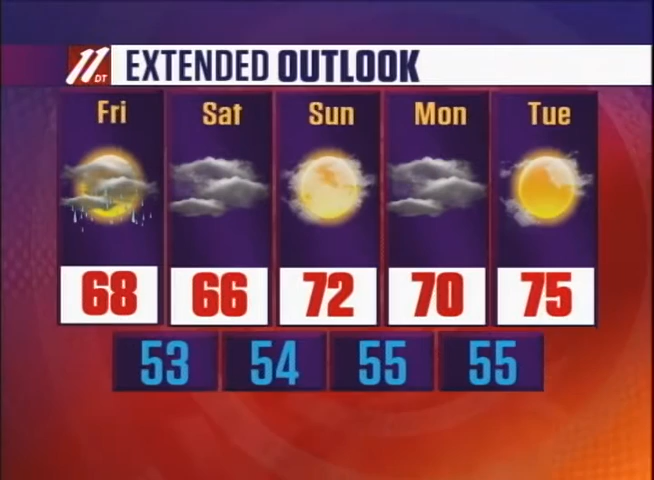 11 DT EXTENDED OUTLOOK
Fri Sat Sun Mon Tue
68 66 72 70 75
53 54 55 55